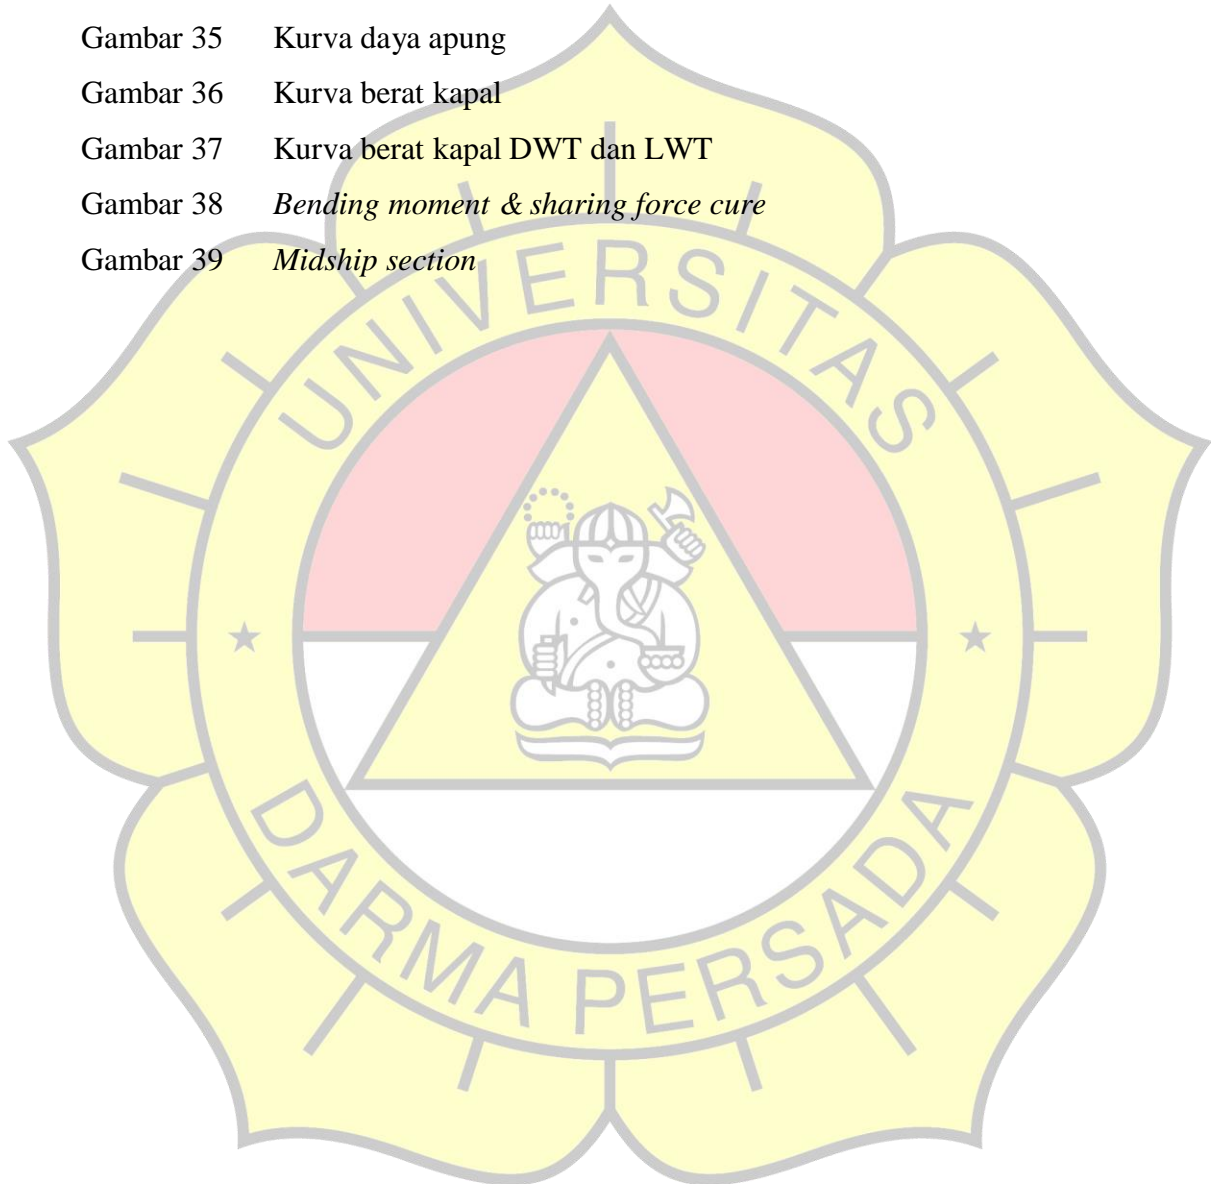 Gambar 35 Kurva daya apung
Gambar 36 Kurva berat kapal
Gambar 37 Kurva berat kapal DWT dan LWT
Gambar 38 Bending moment & sharing force cure
Gambar 39 Midship section
UNIVERSITAS
DARMA PERSADA